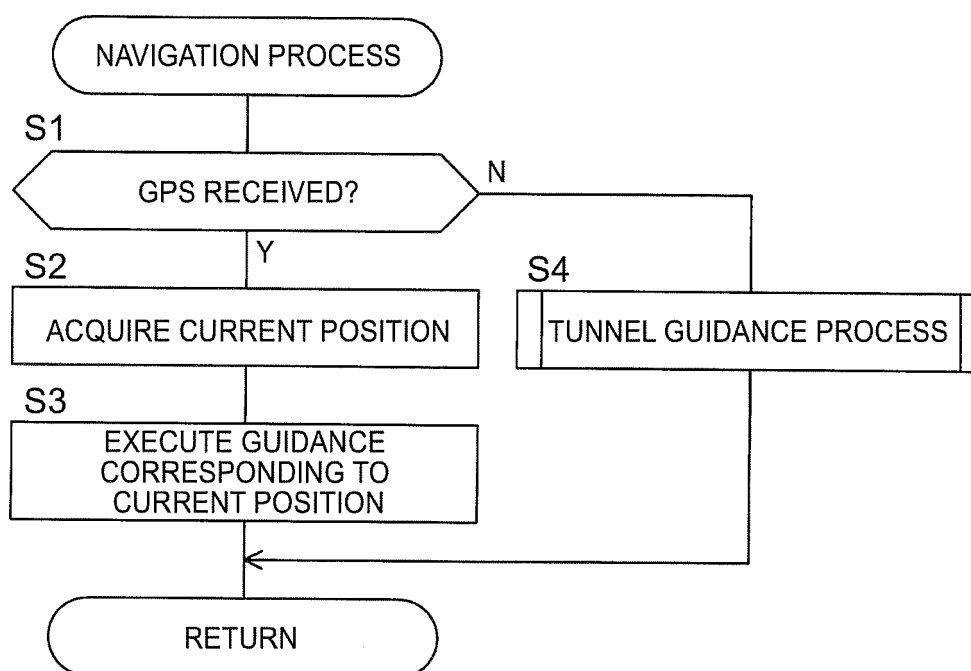 NAVIGATION PROCESS
S1
GPS RECEIVED?
N
Y
S2
ACQUIRE CURRENT POSITION
S4
TUNNEL GUIDANCE PROCESS
S3
EXECUTE GUIDANCE
CORRESPONDING TO
CURRENT POSITION
RETURN